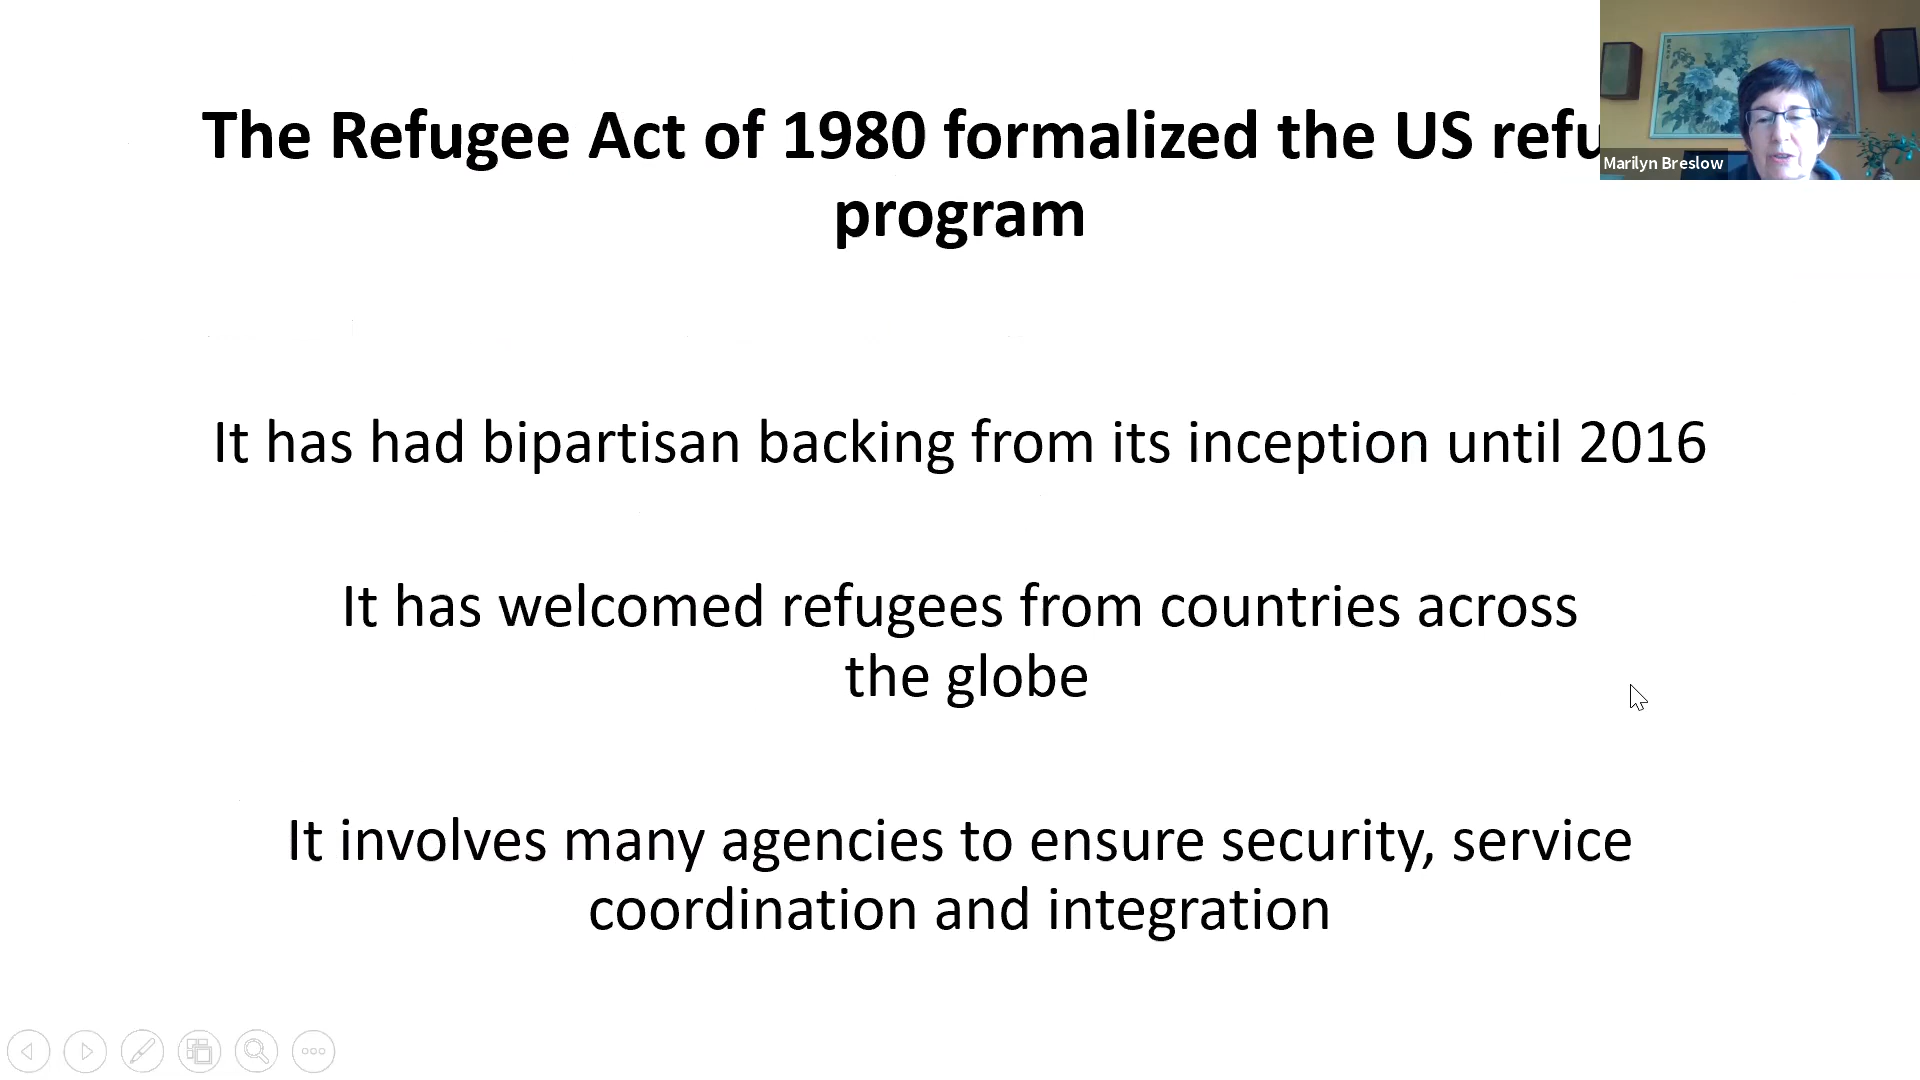 The Refugee Act of 1980 formalized the US refu
program
Marilyn Breslow
It has had bipartisan backing from its inception until 2016
It has welcomed refugees from countries across
the globe
It involves many agencies to ensure security, service
coordination and integration